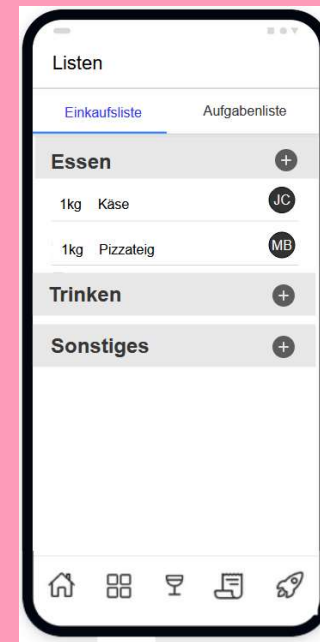 Listen
Einkaufsliste Aufgabenliste
Essen +
1kg Käse JC
1kg Pizzateig MB
Trinken +
Sonstiges +